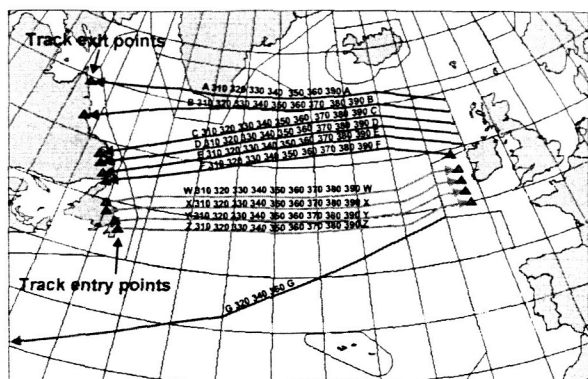 Track exit points
A 310 320 330 340 350 360 390 A
B 310 320 330 340 350 360 370 380 390 B
C 310 320 330 340 350 360 370 380 390 C
D 310 320 330 340 350 360 370 380 390 D
E 310 320 330 340 350 360 370 380 390 E
F 310 320 330 340 350 360 370 380 390 F
W 310 320 330 340 350 360 370 380 390 W
X 310 320 330 340 350 360 370 380 390 X
Y 310 320 330 340 350 360 370 380 390 Y
Z 310 320 330 340 350 360 370 380 390 Z
G 320 340 360 G
Track entry points